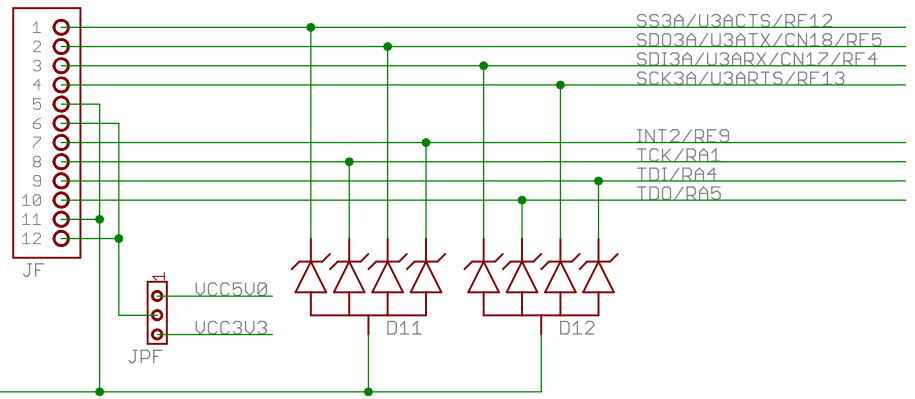 1 SS3A/U3ACTS/RF12
2 SDO3A/U3ATX/CN18/RF5
3 SDI3A/U3ARX/CN17/RF4
4 SCK3A/U3ARTS/RF13
5
6
7 INT2/RE9
8 TCK/RA1
9 TDI/RA4
10 TDO/RA5
11
12
JF
1
VCC5V0
VCC3V3
JPF
D11
D12